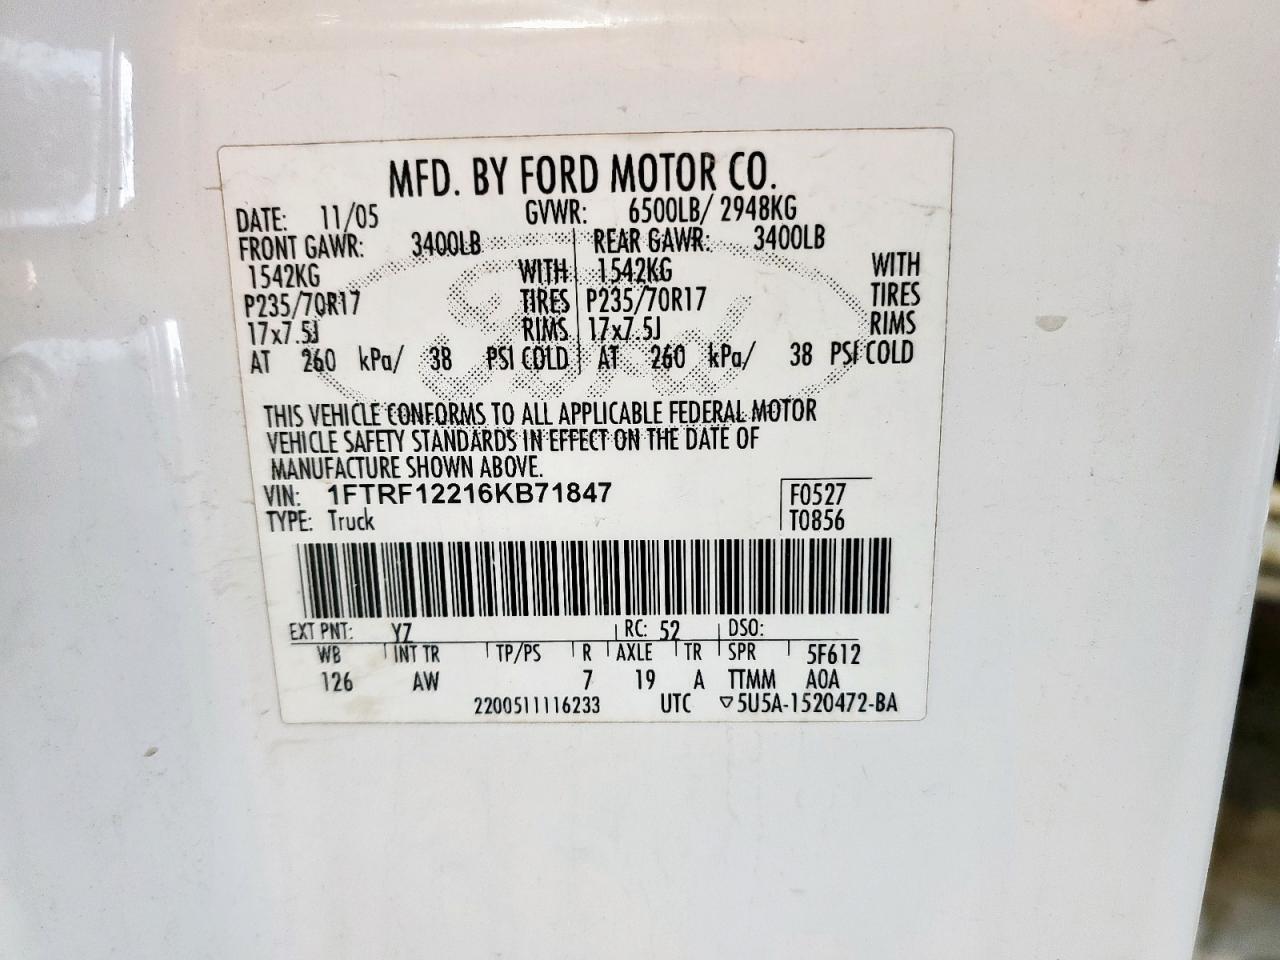 MFD. BY FORD MOTOR CO.
DATE: 11/05 GVWR: 6500LB/ 2948KG
FRONT GAWR: 3400LB REAR GAWR: 3400LB
1542KG WITH 1542KG WITH
P235/70R17 TIRES P235/70R17 TIRES
17x7.5J RIMS 17x7.5J RIMS
AT 260 kPa/ 38 PSI COLD AT 260 kPa/ 38 PSI COLD
THIS VEHICLE CONFORMS TO ALL APPLICABLE FEDERAL MOTOR
VEHICLE SAFETY STANDARDS IN EFFECT ON THE DATE OF
MANUFACTURE SHOWN ABOVE.
VIN: 1FTRF12216KB71847 F0527
TYPE: Truck T0856
EXT PNT: YZ RC: 52 DSO:
WB INT TR TP/PS R AXLE TR SPR 5F612
126 AW 7 19 A TTMM A0A
2200511116233 UTC ▽5U5A-1520472-BA